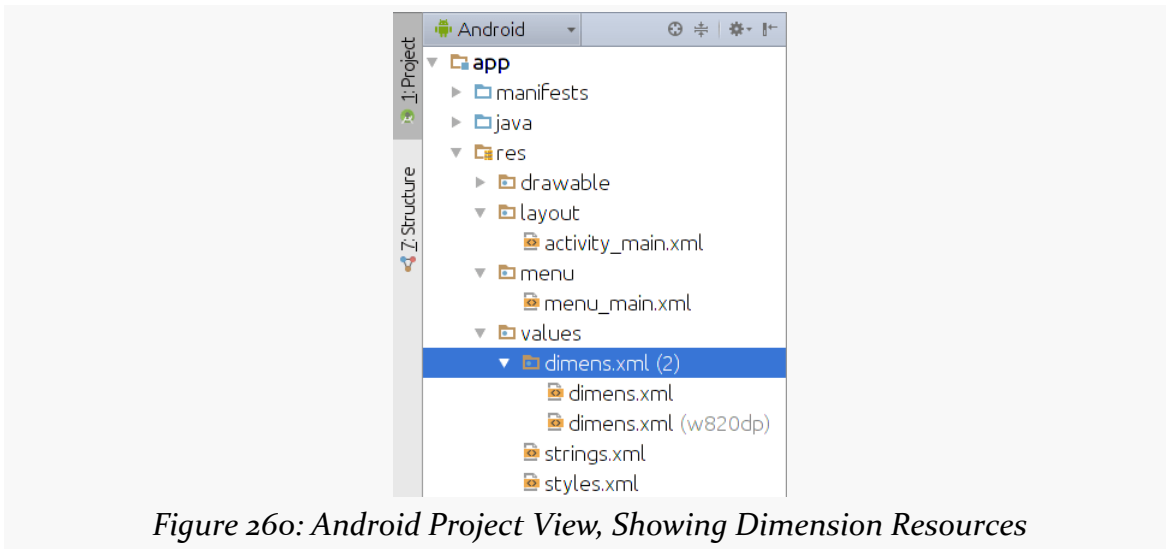 Android
1: Project
7: Structure
app
manifests
java
res
drawable
layout
activity_main.xml
menu
menu_main.xml
values
dimens.xml (2)
dimens.xml
dimens.xml (w820dp)
strings.xml
styles.xml
Figure 260: Android Project View, Showing Dimension Resources